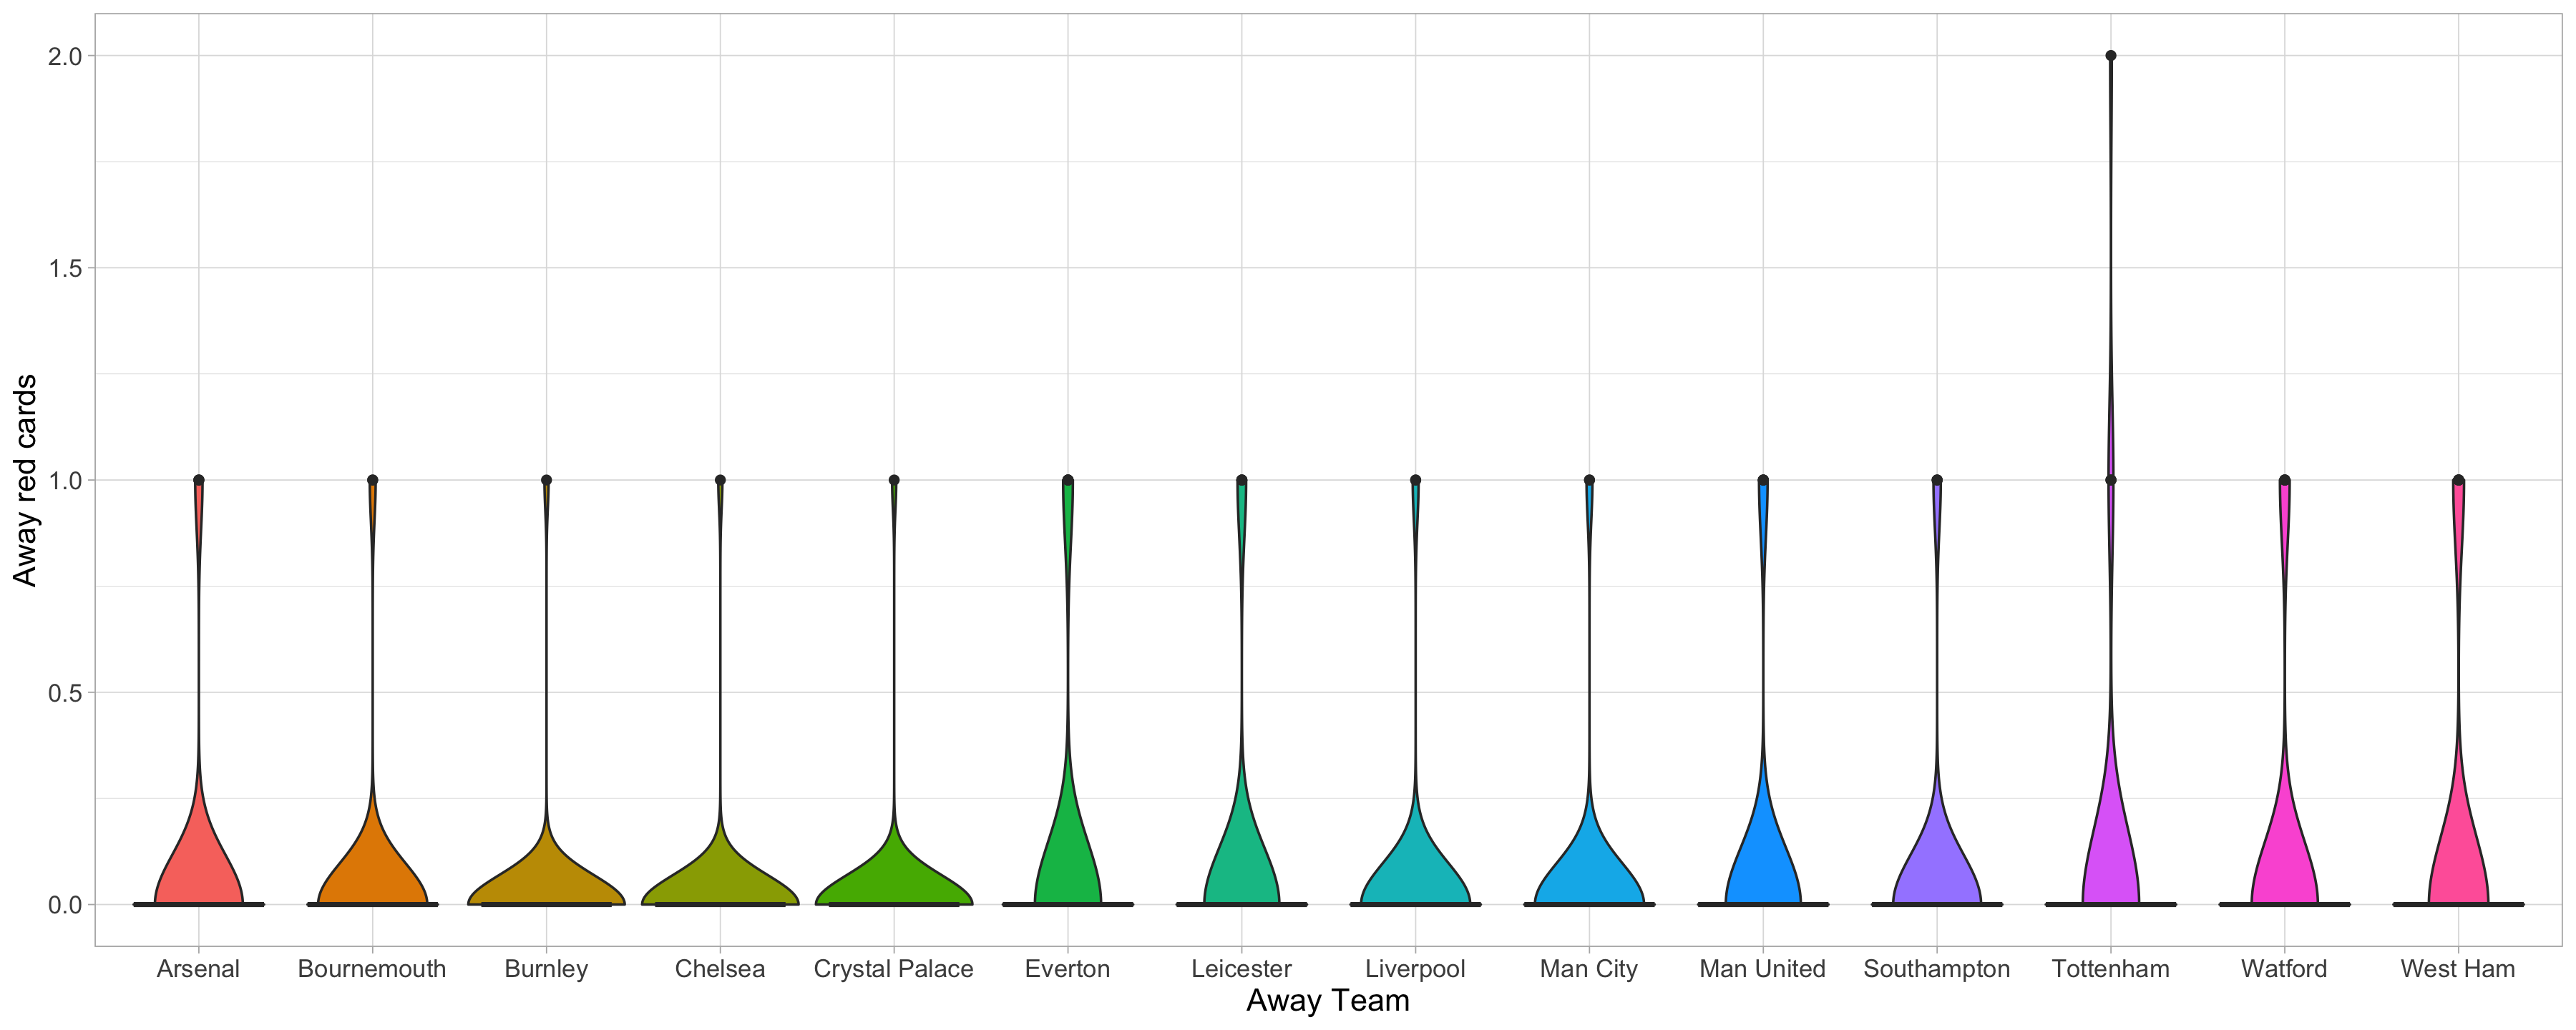 Away red cards
2.0
1.5
1.0
0.5
0.0
Arsenal Bournemouth Burnley Chelsea Crystal Palace Everton Leicester Liverpool Man City Man United Southampton Tottenham Watford West Ham
Away Team